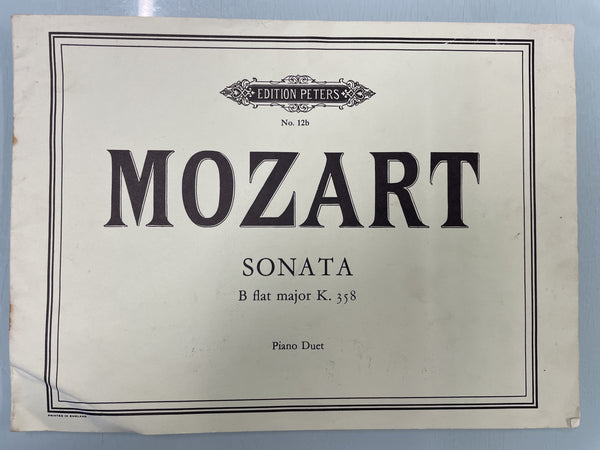 EDITION PETERS
No. 12b
MOZART
SONATA
B flat major K. 358
Piano Duet
PRINTED IN ENGLAND